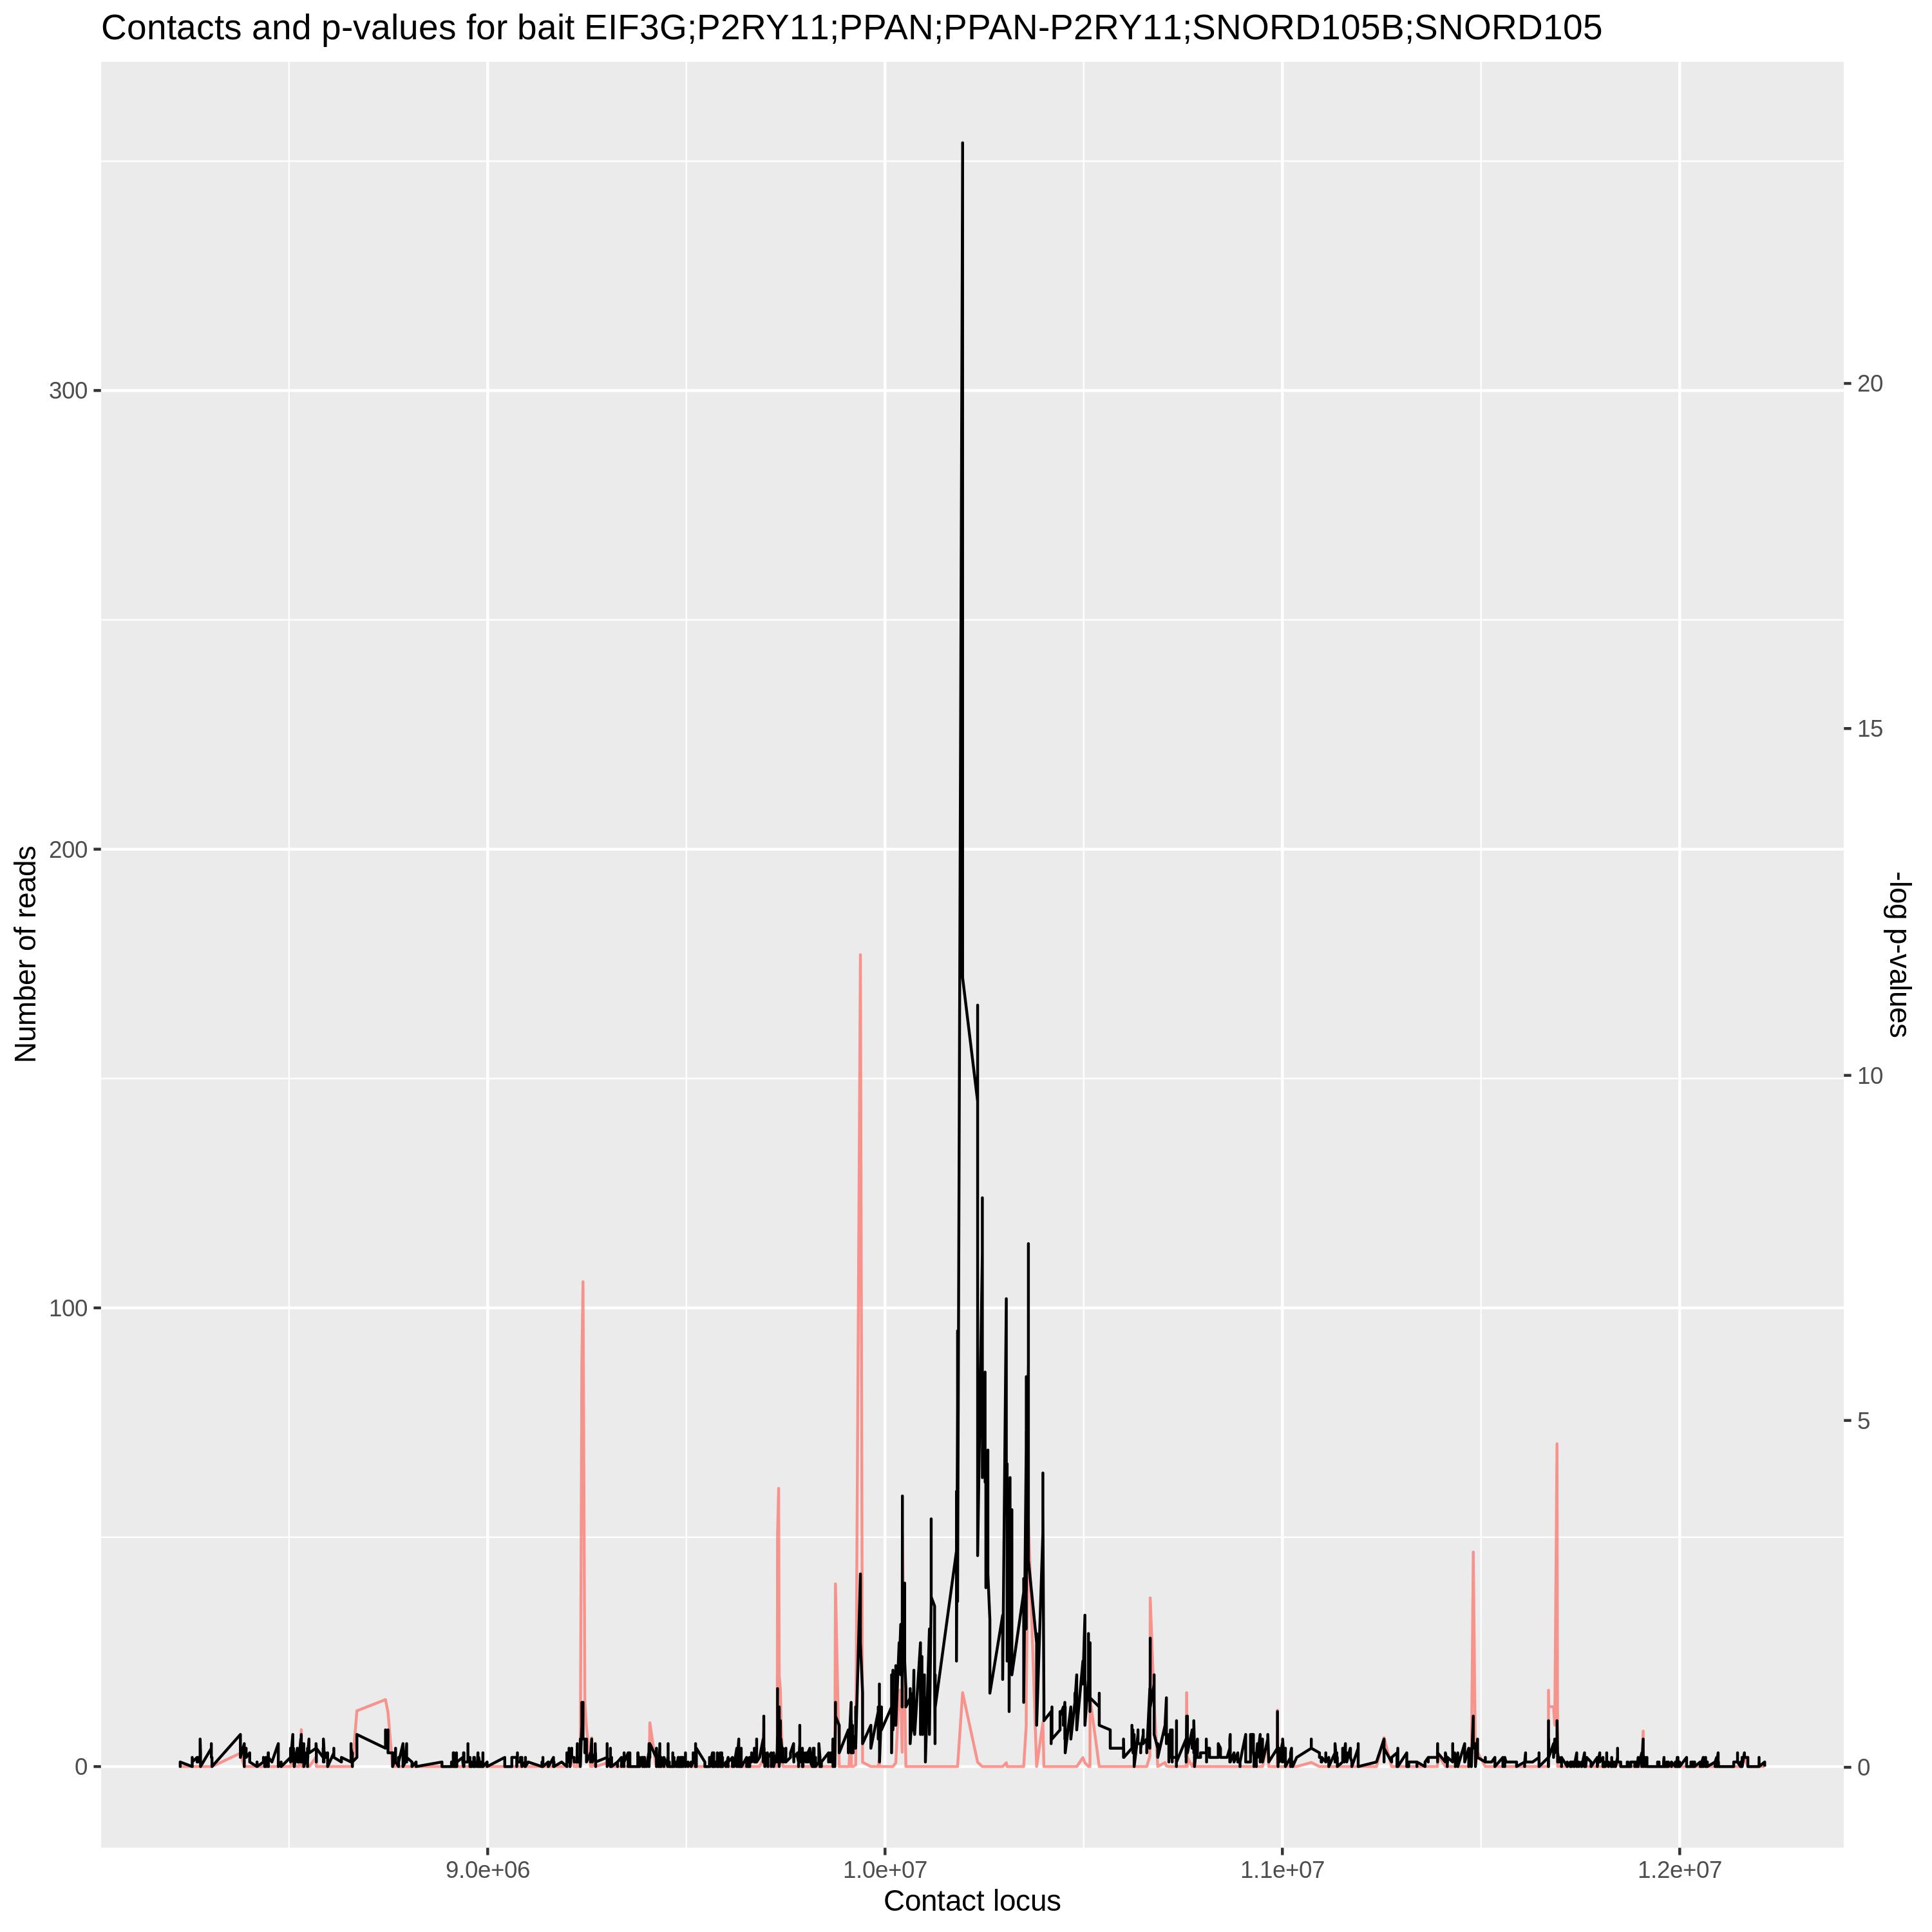 Contacts and p-values for bait EIF3G;P2RY11;PPAN;PPAN-P2RY11;SNORD105B;SNORD105
Number of reads
300
200
100
0
20
15
10
5
0
-log p-values
9.0e+06 1.0e+07 1.1e+07 1.2e+07
Contact locus